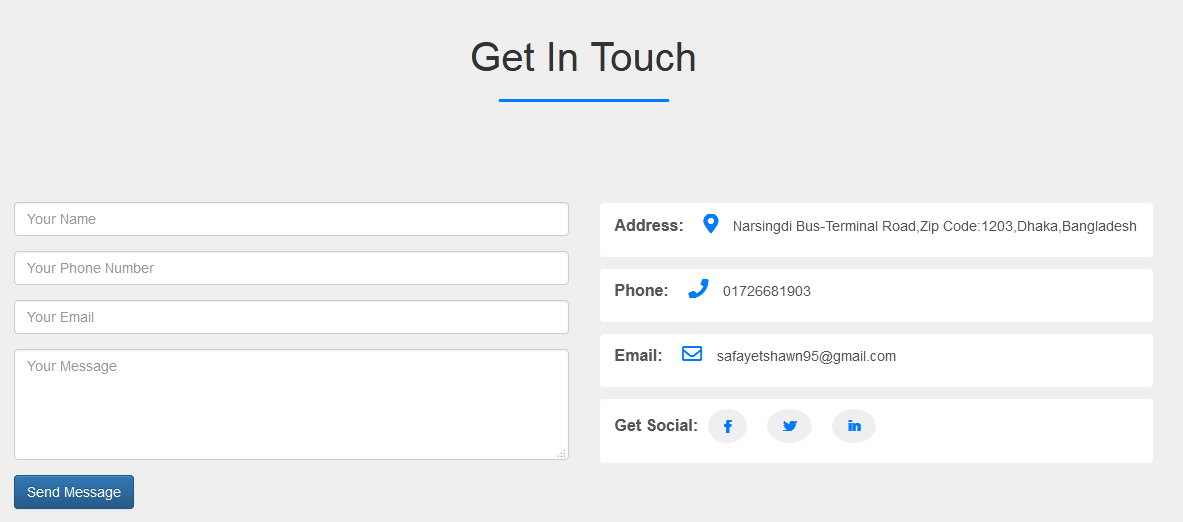 Get In Touch
Your Name
Your Phone Number
Your Email
Your Message
Send Message
Address: Narsingdi Bus-Terminal Road,Zip Code:1203,Dhaka,Bangladesh
Phone: 01726681903
Email: safayetshawn95@gmail.com
Get Social: